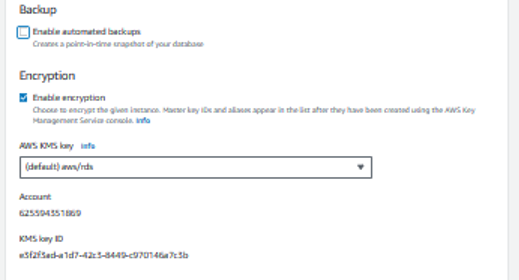 Backup
Enable automated backups
Creates a point-in-time snapshot of your database
Encryption
Enable encryption
Choose to encrypt the given instance. Master key IDs and aliases appear in the list after they have been created using the AWS Key
Management Service console. Info
AWS KMS key Info
(default) aws/rds
Account
625594351869
KMS key ID
e3f2f3ad-a1d7-42c3-8449-c970146a7c3b